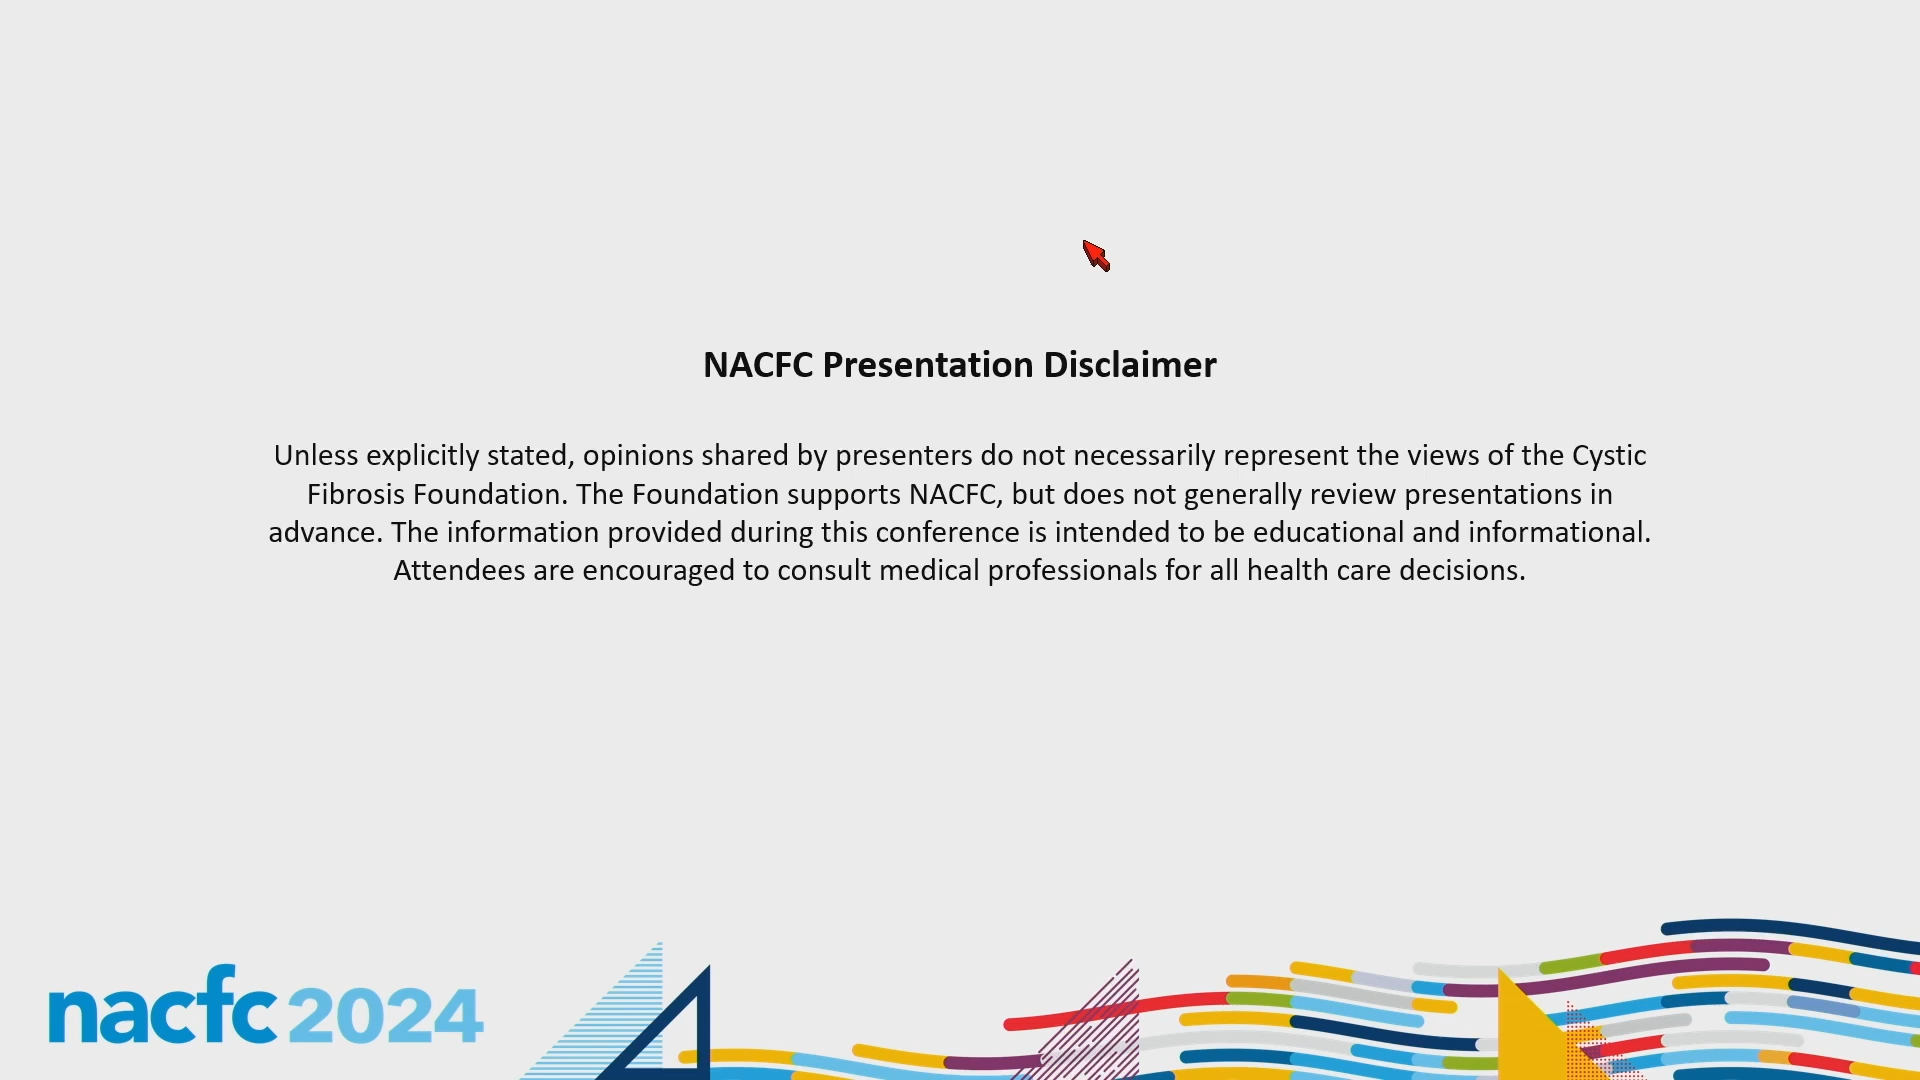 NACFC Presentation Disclaimer
Unless explicitly stated, opinions shared by presenters do not necessarily represent the views of the Cystic
Fibrosis Foundation. The Foundation supports NACFC, but does not generally review presentations in
advance. The information provided during this conference is intended to be educational and informational.
Attendees are encouraged to consult medical professionals for all health care decisions.
nacfc 2024